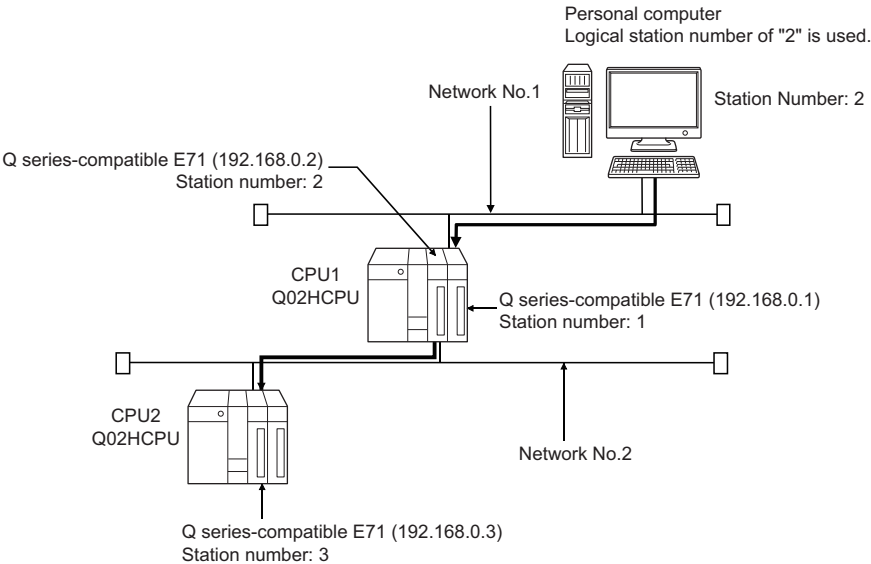 Personal computer
Logical station number of "2" is used.
Network No.1
Station Number: 2
Q series-compatible E71 (192.168.0.2)
Station number: 2
CPU1
Q02HCPU
Q series-compatible E71 (192.168.0.1)
Station number: 1
CPU2
Q02HCPU
Network No.2
Q series-compatible E71 (192.168.0.3)
Station number: 3